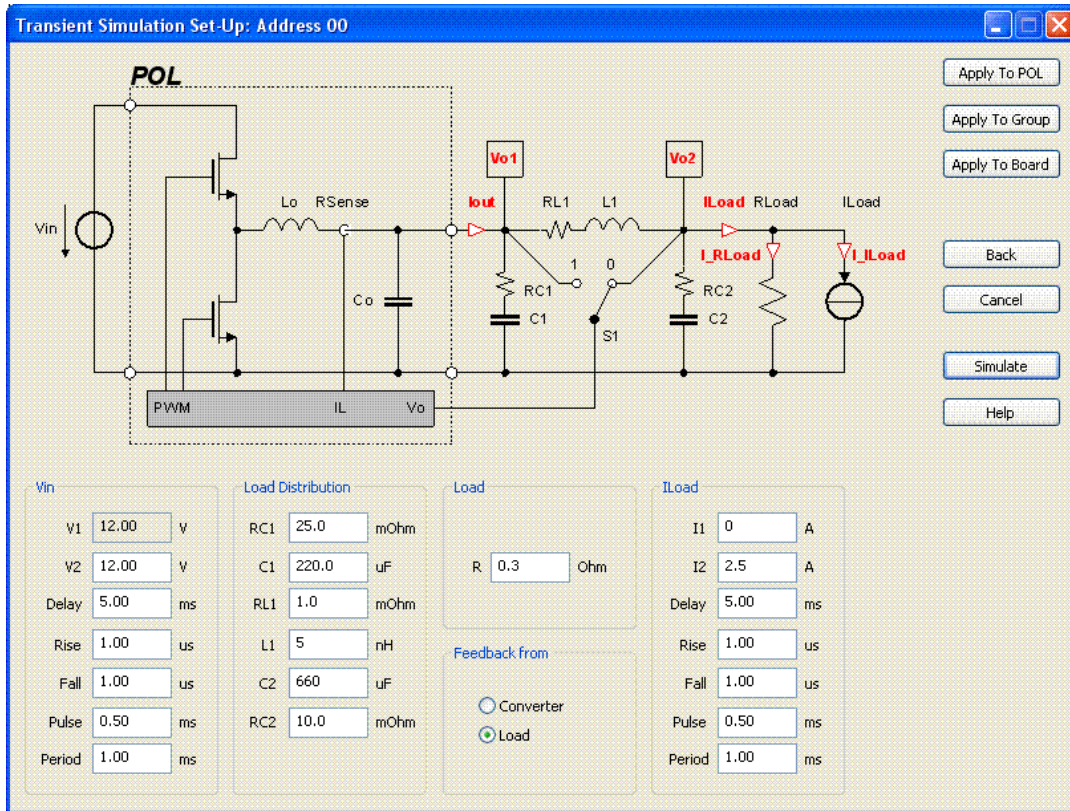 Transient Simulation Set-Up: Address 00
POL
Apply To POL
Apply To Group
Apply To Board
Vo1
Vo2
Lo RSense
Iout
RL1 L1
ILoad RLoad ILoad
Vin
I_RLoad
I_ILoad
Back
1 0
Co
RC1
C1
RC2
C2
Cancel
S1
Simulate
PWM IL Vo
Help
Vin
V1 12.00 V
V2 12.00 V
Delay 5.00 ms
Rise 1.00 us
Fall 1.00 us
Pulse 0.50 ms
Period 1.00 ms
Load Distribution
RC1 25.0 mOhm
C1 220.0 uF
RL1 1.0 mOhm
L1 5 nH
C2 660 uF
RC2 10.0 mOhm
Load
R 0.3 Ohm
Feedback from
Converter
Load
ILoad
I1 0 A
I2 2.5 A
Delay 5.00 ms
Rise 1.00 us
Fall 1.00 us
Pulse 0.50 ms
Period 1.00 ms